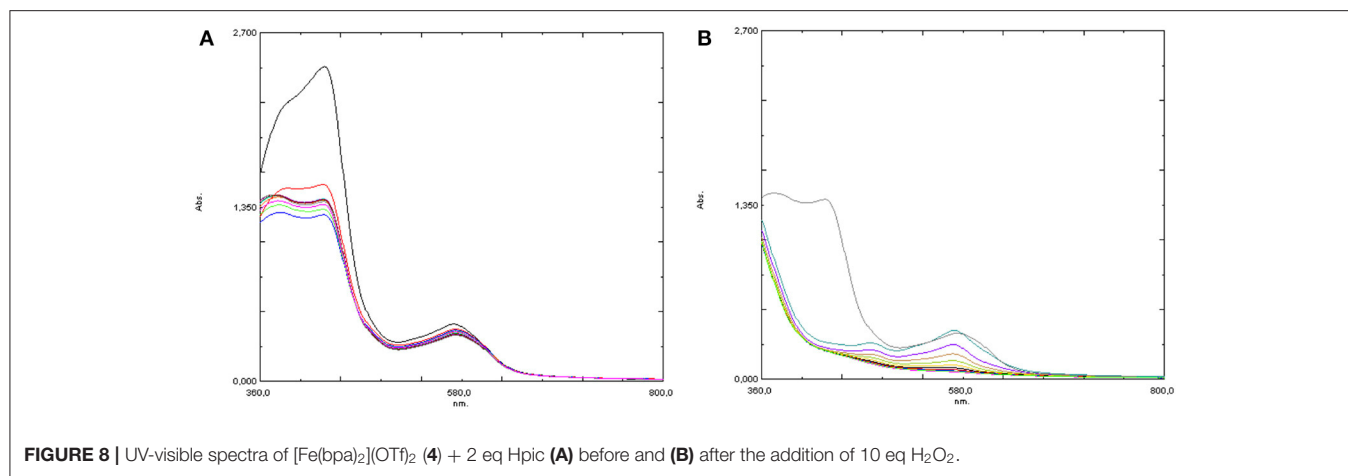 A
2,700
Abs.
1,350
0,000
360,0
580,0
800,0
nm.
B
2,700
Abs.
1,350
0,000
360,0
580,0
800,0
nm.
FIGURE 8 | UV-visible spectra of [Fe(bpa)₂](OTf)₂ (4) + 2 eq Hpic (A) before and (B) after the addition of 10 eq H₂O₂.